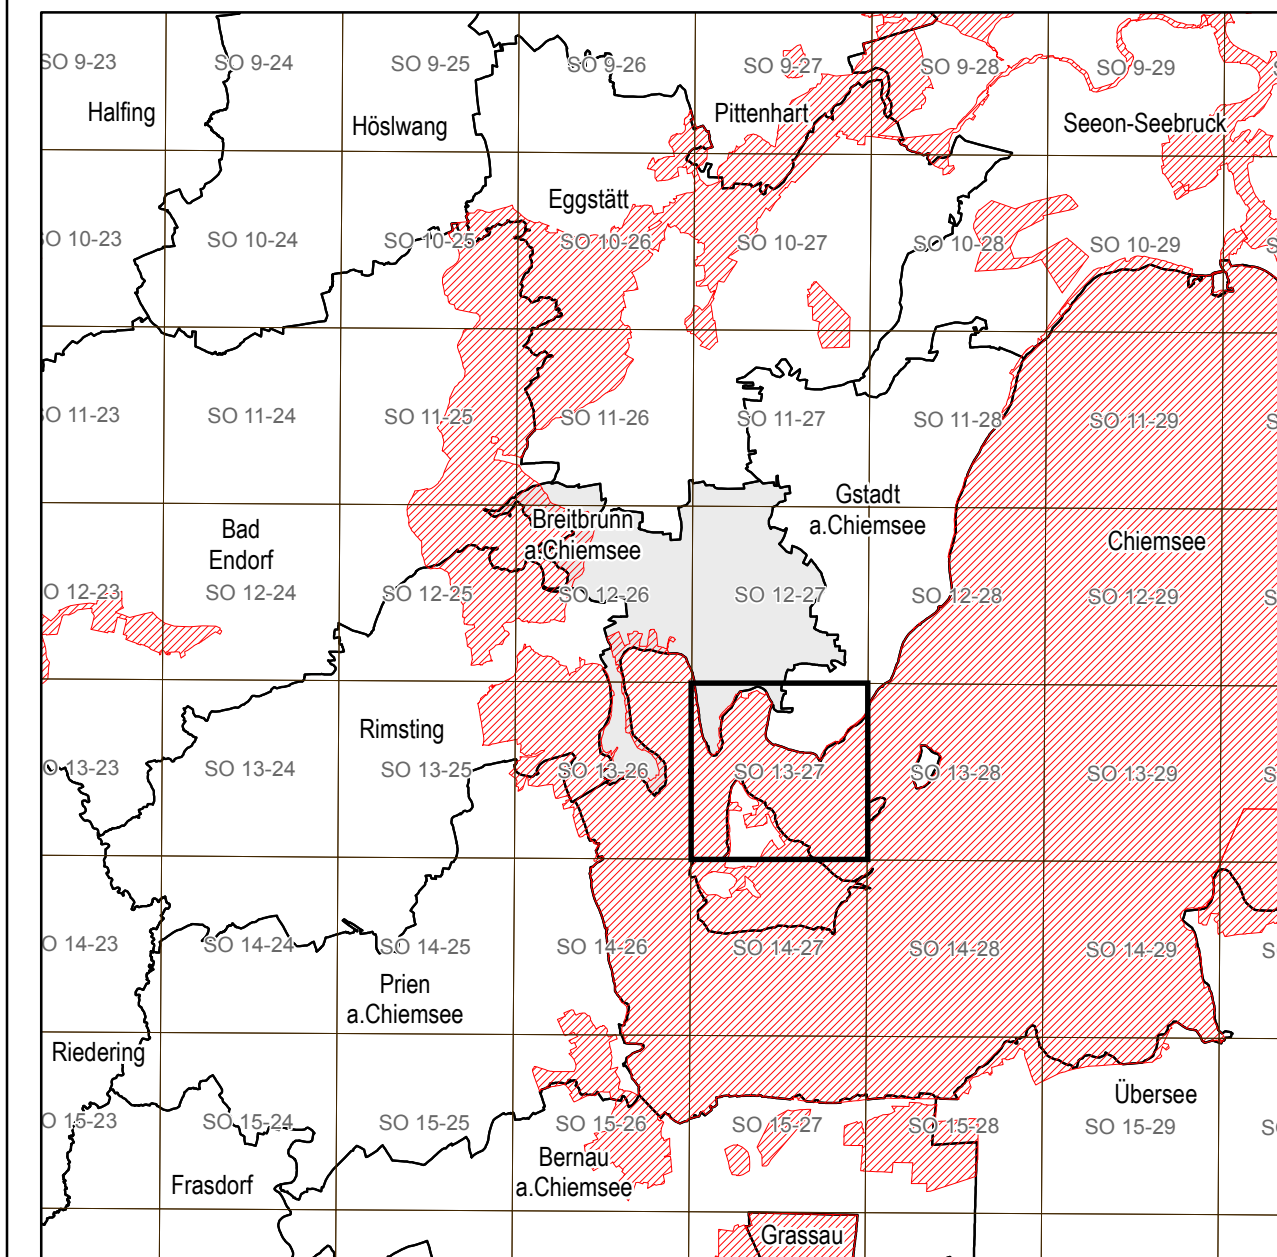 SO 9-23
SO 9-24
SO 9-25
SO 9-26
SO 9-27
SO 9-28
SO 9-29
S
Halfing
Höslwang
Pittenhart
Seeon-Seebruck
Eggstätt
SO 10-23
SO 10-24
SO 10-25
SO 10-26
SO 10-27
SO 10-28
SO 10-29
S
SO 11-23
SO 11-24
SO 11-25
SO 11-26
SO 11-27
SO 11-28
SO 11-29
S
Gstadt
a.Chiemsee
Breitbrunn
a.Chiemsee
Bad
Endorf
Chiemsee
O 12-23
SO 12-24
SO 12-25
SO 12-26
SO 12-27
SO 12-28
SO 12-29
S
Rimsting
O 13-23
SO 13-24
SO 13-25
SO 13-26
SO 13-27
SO 13-28
SO 13-29
S
O 14-23
SO 14-24
SO 14-25
SO 14-26
SO 14-27
SO 14-28
SO 14-29
S
Prien
a.Chiemsee
Riedering
Übersee
O 15-23
SO 15-24
SO 15-25
SO 15-26
SO 15-27
SO 15-28
SO 15-29
SO
Bernau
a.Chiemsee
Frasdorf
Grassau